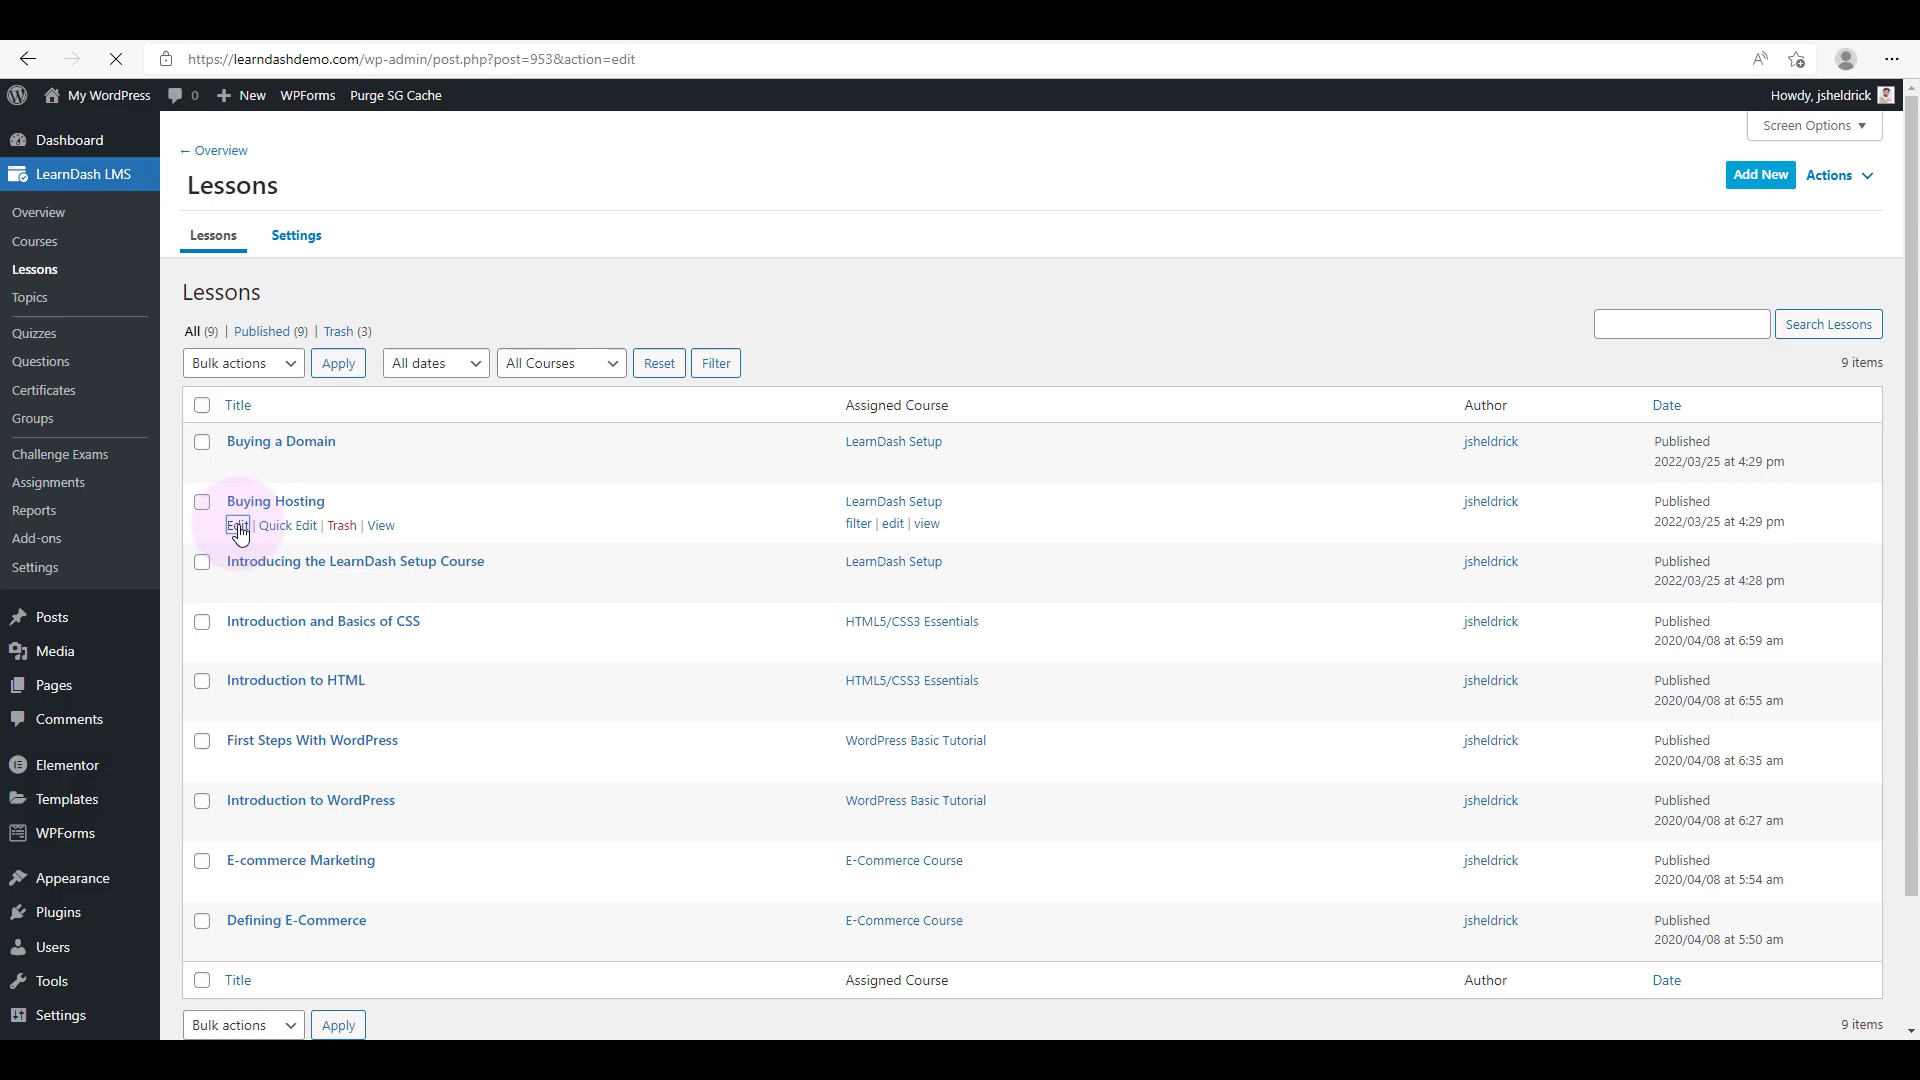 https://learndashdemo.com/wp-admin/post.php?post=953&action=edit
My WordPress 0 New WPForms Purge SG Cache Howdy, jsheldrick
Dashboard
LearnDash LMS
Overview
Courses
Lessons
Topics
Quizzes
Questions
Certificates
Groups
Challenge Exams
Assignments
Reports
Add-ons
Settings
Posts
Media
Pages
Comments
Elementor
Templates
WPForms
Appearance
Plugins
Users
Tools
Settings
Screen Options
← Overview
Lessons
Add New Actions
Lessons Settings
Lessons
All (9) | Published (9) | Trash (3)
Search Lessons
Bulk actions Apply All dates All Courses Reset Filter 9 items
Title Assigned Course Author Date
Buying a Domain LearnDash Setup jsheldrick Published
2022/03/25 at 4:29 pm
Buying Hosting LearnDash Setup jsheldrick Published
Edit | Quick Edit | Trash | View filter | edit | view 2022/03/25 at 4:29 pm
Introducing the LearnDash Setup Course LearnDash Setup jsheldrick Published
2022/03/25 at 4:28 pm
Introduction and Basics of CSS HTML5/CSS3 Essentials jsheldrick Published
2020/04/08 at 6:59 am
Introduction to HTML HTML5/CSS3 Essentials jsheldrick Published
2020/04/08 at 6:55 am
First Steps With WordPress WordPress Basic Tutorial jsheldrick Published
2020/04/08 at 6:35 am
Introduction to WordPress WordPress Basic Tutorial jsheldrick Published
2020/04/08 at 6:27 am
E-commerce Marketing E-Commerce Course jsheldrick Published
2020/04/08 at 5:54 am
Defining E-Commerce E-Commerce Course jsheldrick Published
2020/04/08 at 5:50 am
Title Assigned Course Author Date
Bulk actions Apply 9 items